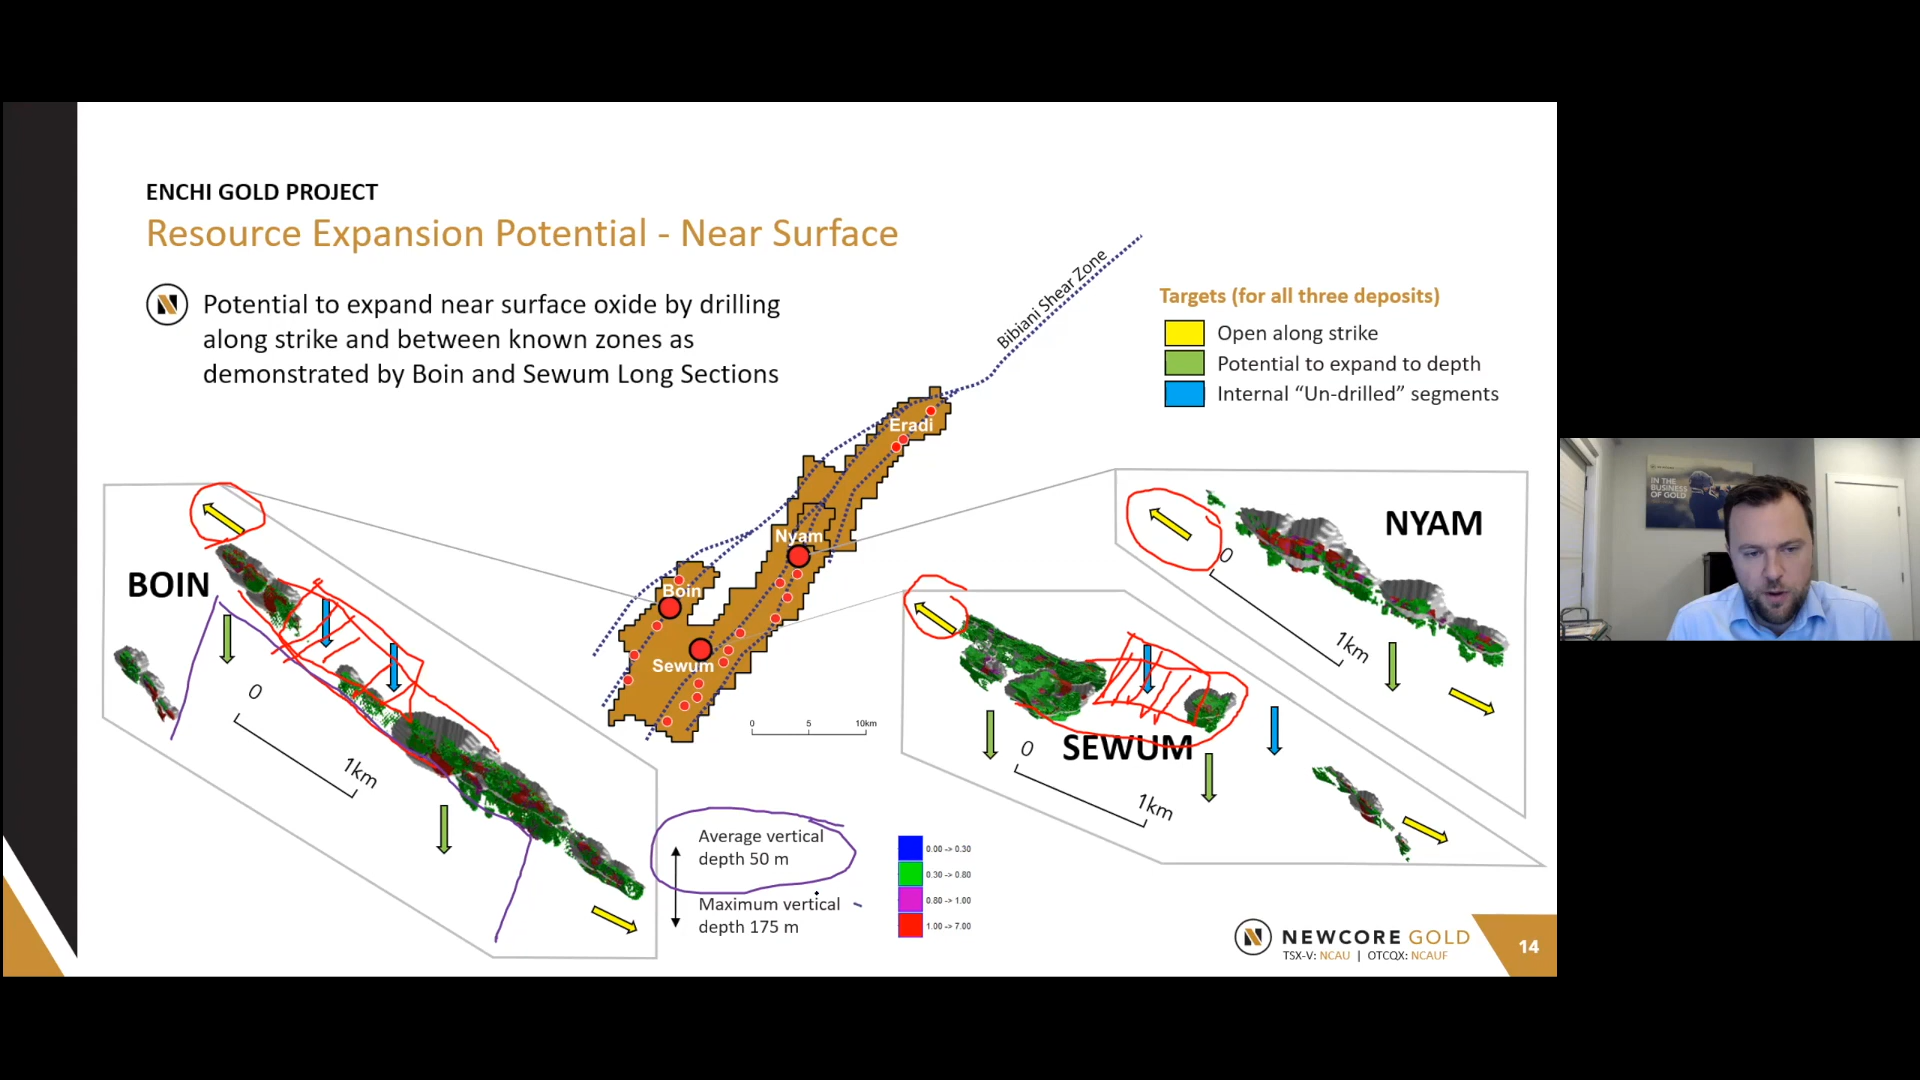 ENCHI GOLD PROJECT
Resource Expansion Potential - Near Surface
Potential to expand near surface oxide by drilling
along strike and between known zones as
demonstrated by Boin and Sewum Long Sections
Bibiani Shear Zone
Targets (for all three deposits)
Open along strike
Potential to expand to depth
Internal “Un-drilled” segments
Eradi
Nyam
Boin
Sewum
0 5 10km
BOIN
0
1km
NYAM
0
1km
SEWUM
0
1km
Average vertical
depth 50 m
Maximum vertical
depth 175 m
0.00 -> 0.30
0.30 -> 0.80
0.80 -> 1.00
1.00 -> 7.00
N NEWCORE GOLD
TSX-V: NCAU | OTCQX: NCAUF
14
IN THE
BUSINESS
OF GOLD